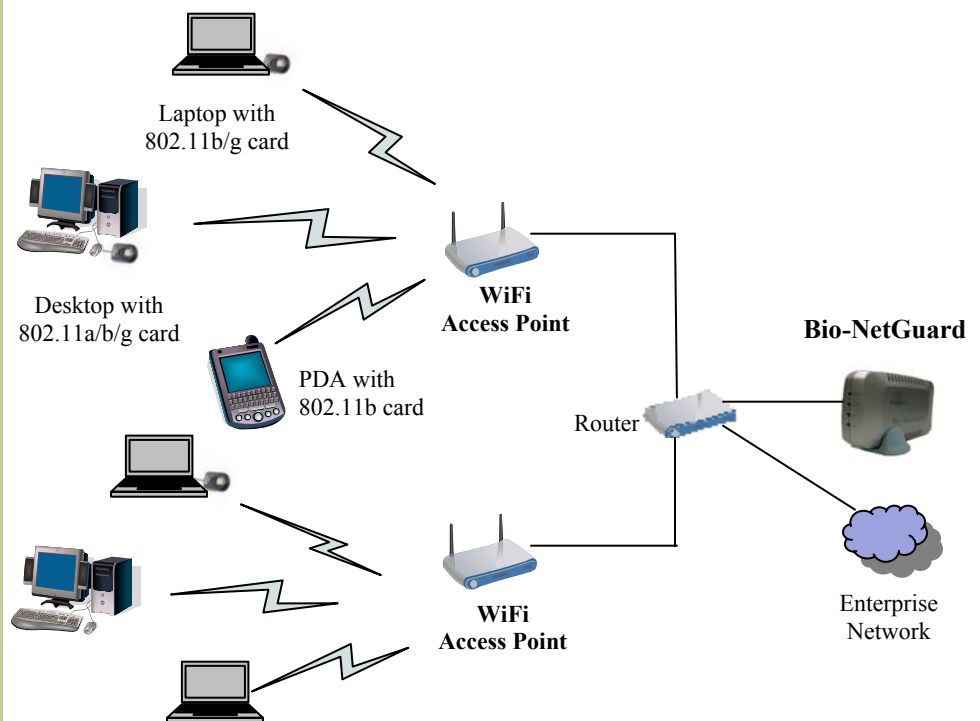 Laptop with
802.11b/g card
Desktop with
802.11a/b/g card
WiFi
Access Point
PDA with
802.11b card
Bio-NetGuard
Router
WiFi
Access Point
Enterprise
Network